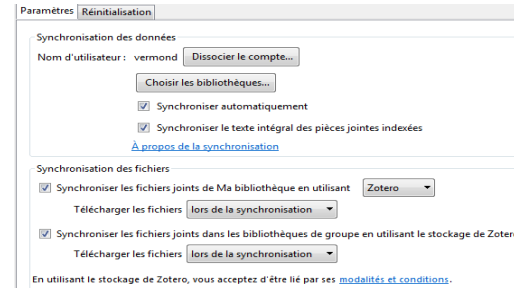 Paramètres Réinitialisation
Synchronisation des données
Nom d'utilisateur : vermond Dissocier le compte...
Choisir les bibliothèques...
Synchroniser automatiquement
Synchroniser le texte intégral des pièces jointes indexées
À propos de la synchronisation
Synchronisation des fichiers
Synchroniser les fichiers joints de Ma bibliothèque en utilisant Zotero
Télécharger les fichiers lors de la synchronisation
Synchroniser les fichiers joints dans les bibliothèques de groupe en utilisant le stockage de Zoter
Télécharger les fichiers lors de la synchronisation
En utilisant le stockage de Zotero, vous acceptez d'être lié par ses modalités et conditions.